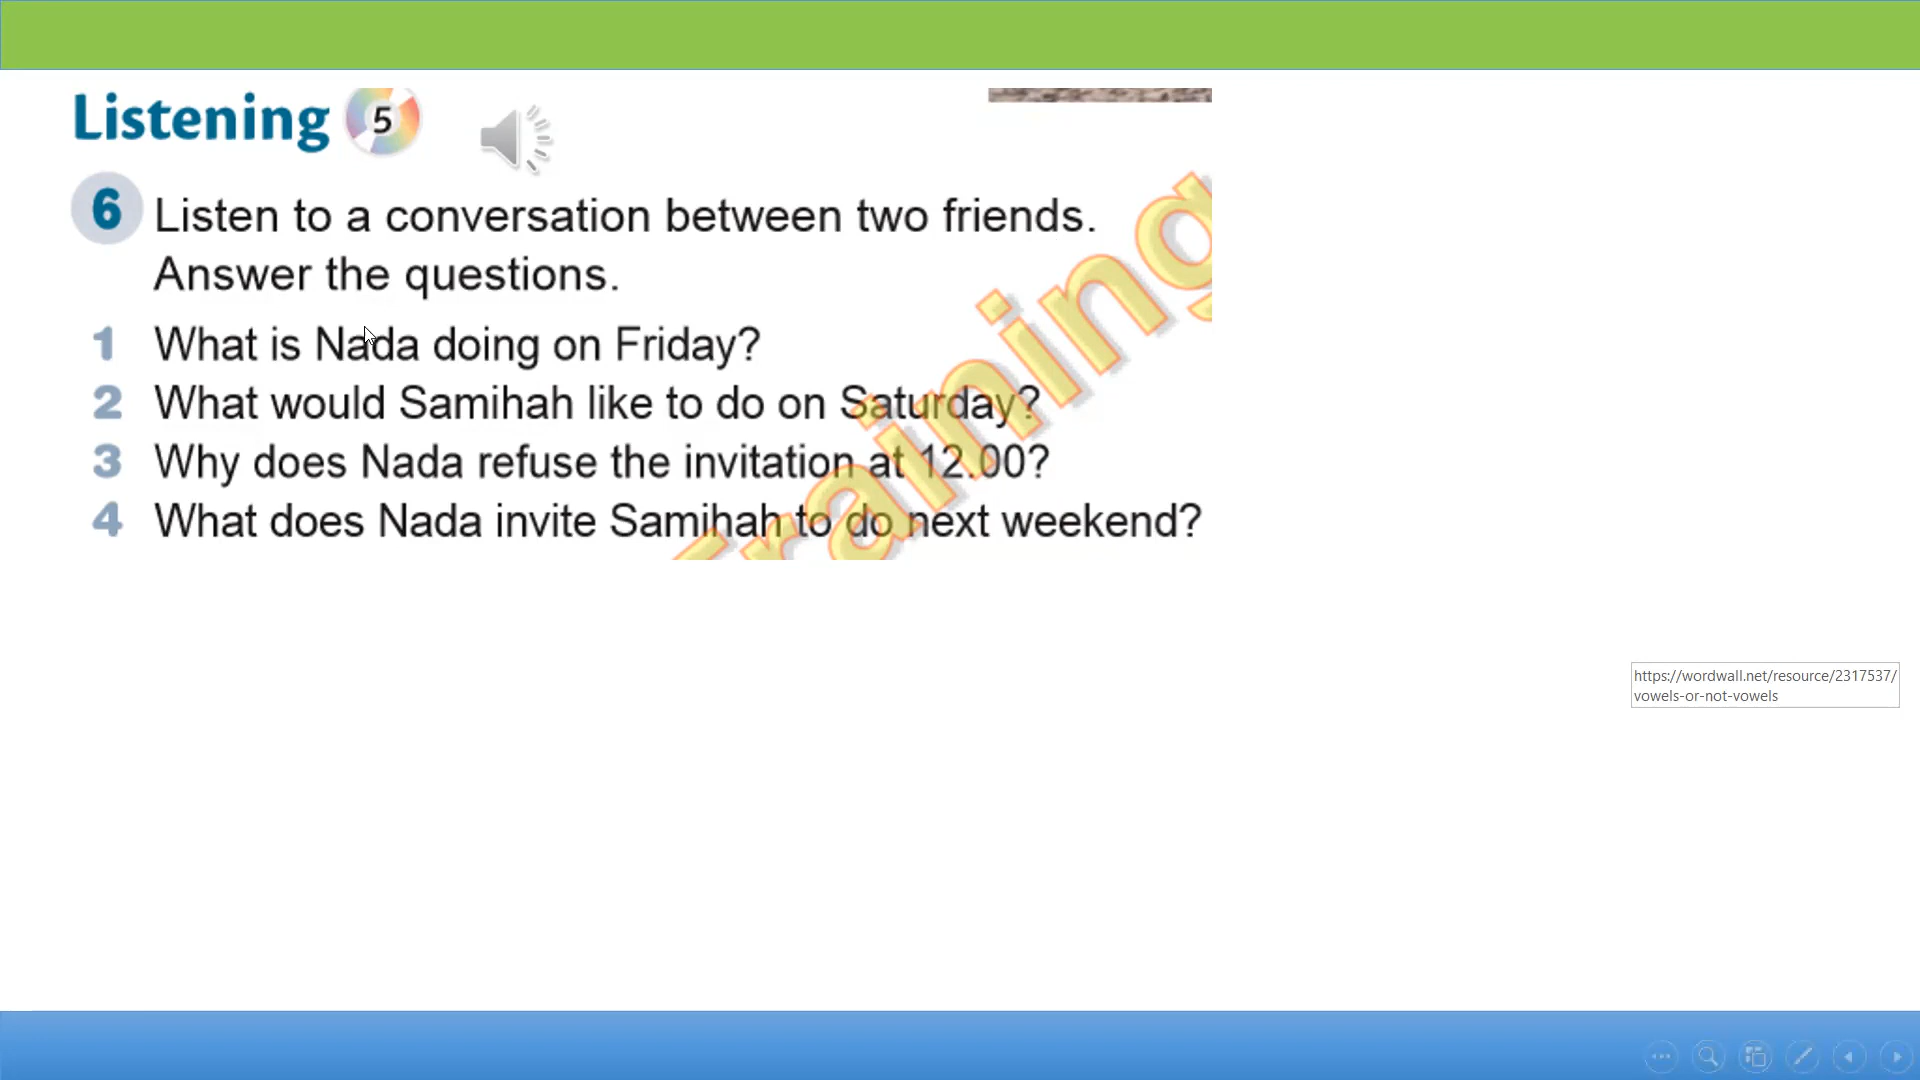 Listening 5
6 Listen to a conversation between two friends.
Answer the questions.
1 What is Nada doing on Friday?
2 What would Samihah like to do on Saturday?
3 Why does Nada refuse the invitation at 12.00?
4 What does Nada invite Samihah to do next weekend?
Training
https://wordwall.net/resource/2317537/
vowels-or-not-vowels